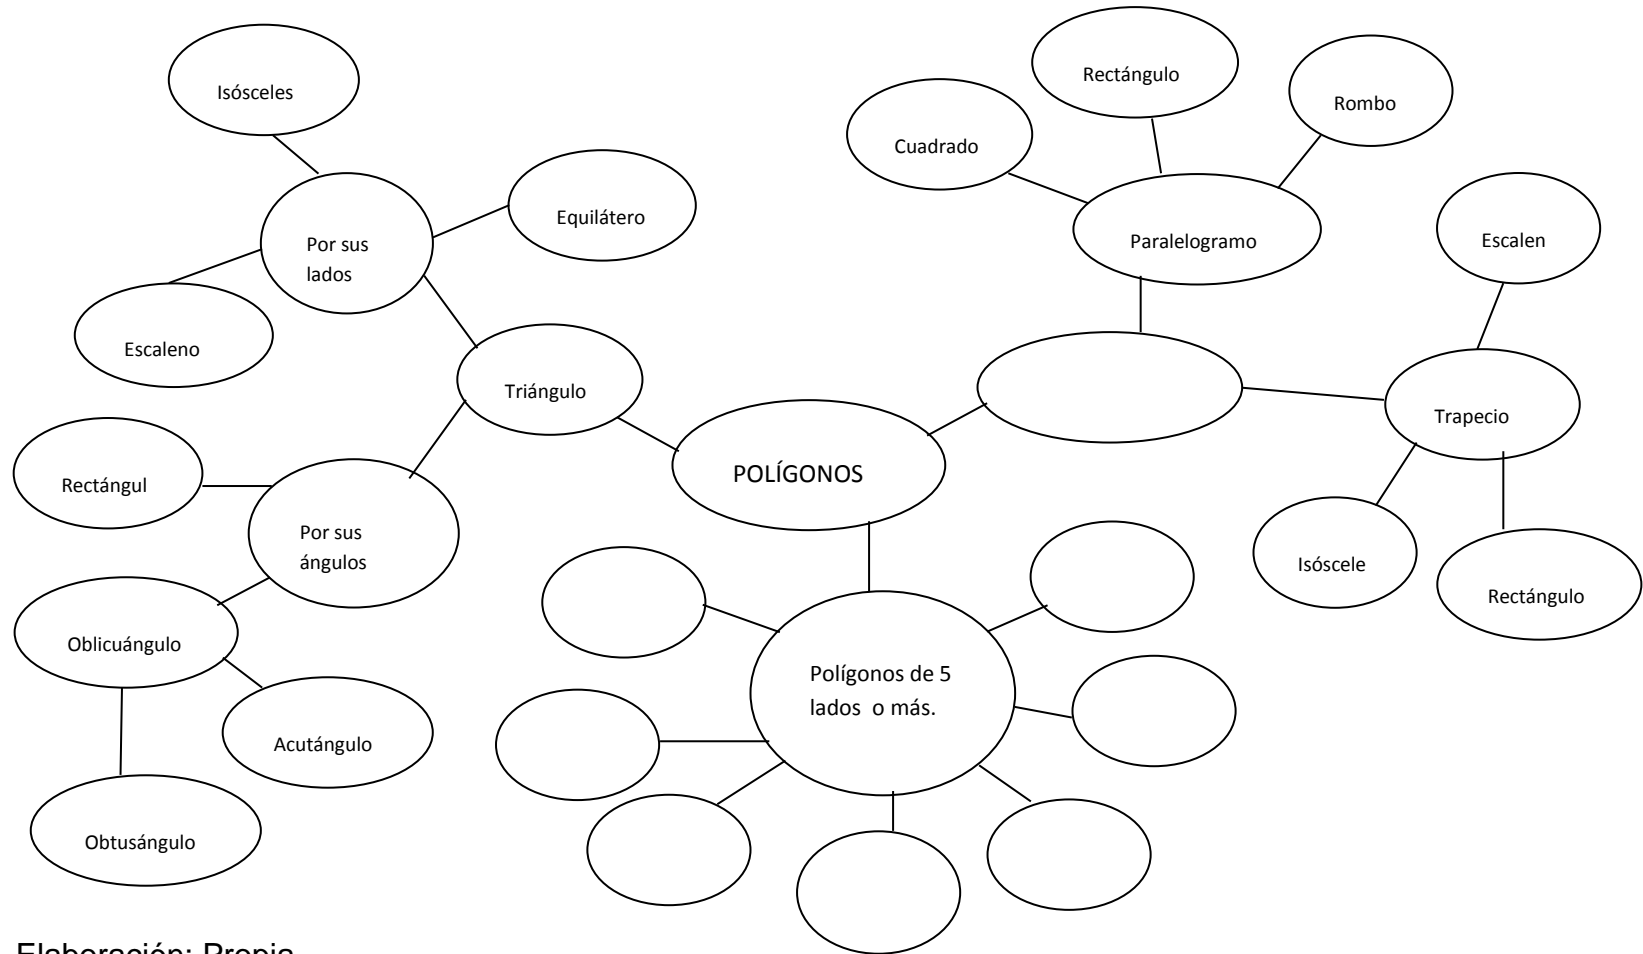 Isósceles
Equilátero
Por sus
lados
Escaleno
Triángulo
Rectángul
Por sus
ángulos
Oblicuángulo
Acutángulo
Obtusángulo
POLÍGONOS
Polígonos de 5
lados o más.
Cuadrado
Rectángulo
Rombo
Paralelogramo
Escalen
Trapecio
Isóscele
Rectángulo
Elaboración: Propia